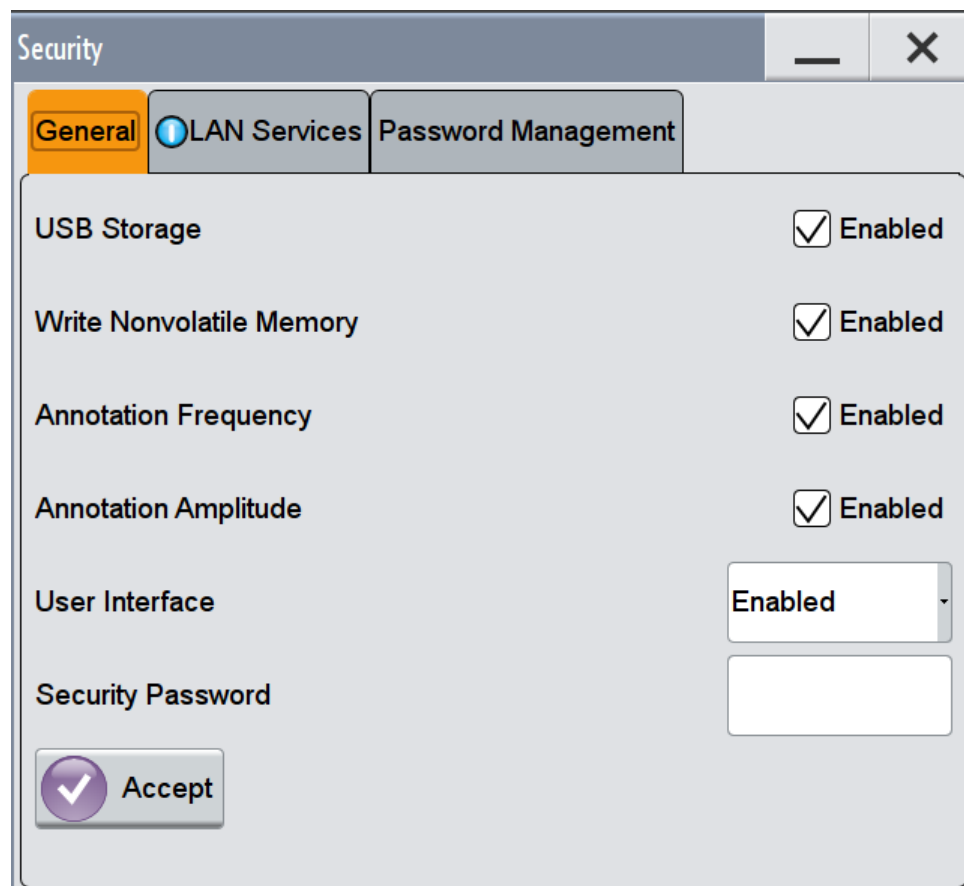 Security
General LAN Services Password Management
USB Storage Enabled
Write Nonvolatile Memory Enabled
Annotation Frequency Enabled
Annotation Amplitude Enabled
User Interface Enabled
Security Password
Accept